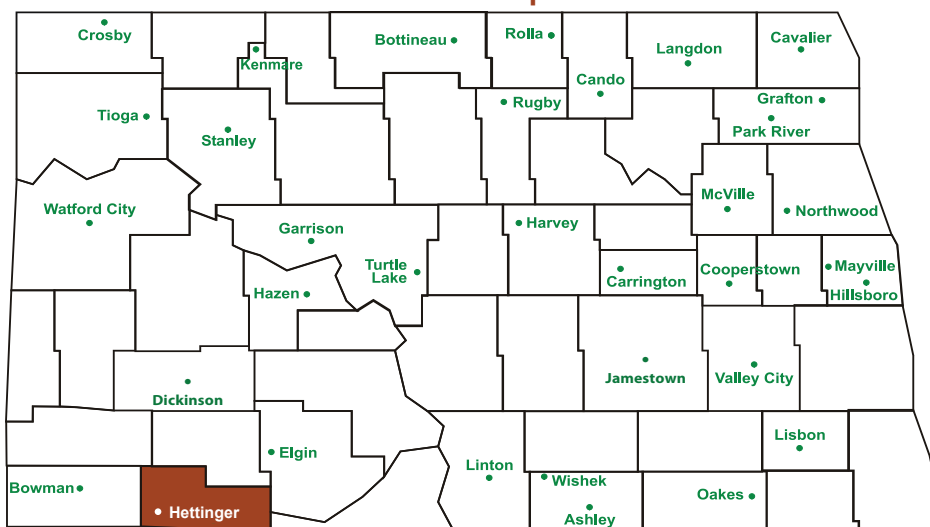 Crosby
Kenmare
Bottineau
Rolla
Langdon
Cavalier
Cando
Tioga
Stanley
Rugby
Grafton
Park River
Watford City
Garrison
Harvey
McVille
Northwood
Turtle
Lake
Hazen
Carrington
Cooperstown
Mayville
Hillsboro
Dickinson
Jamestown
Valley City
Elgin
Linton
Lisbon
Bowman
Hettinger
Wishek
Ashley
Oakes